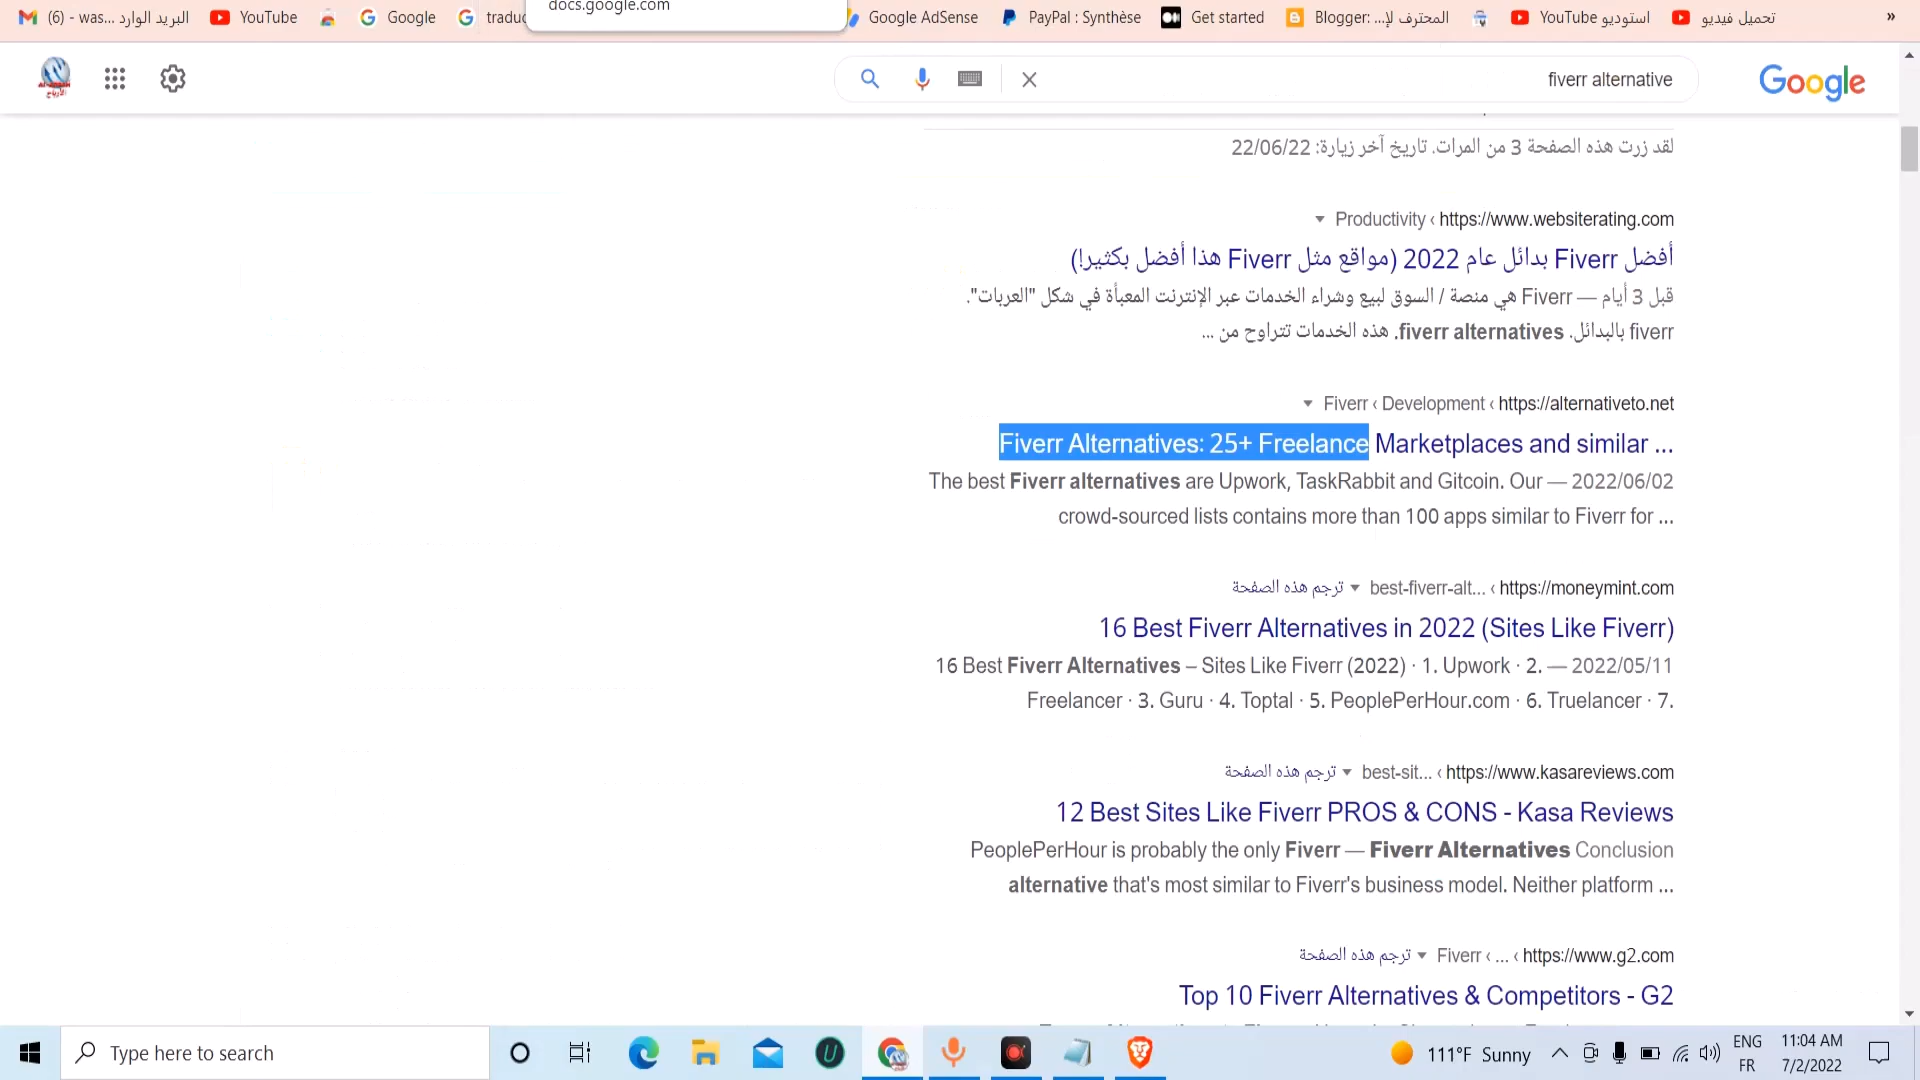 (6) - was... البريد الوارد
YouTube
Google
traduc
docs.google.com
Google AdSense
PayPal : Synthèse
Get started
Blogger: ...المحترف لإ
استوديو YouTube
تحميل فيديو
»
fiverr alternative
Google
لقد زرت هذه الصفحة 3 من المرات. تاريخ آخر زيارة: 22/06/22
https://www.websiterating.com › Productivity
أفضل Fiverr بدائل عام 2022 (مواقع مثل Fiverr هذا أفضل بكثير!)
قبل 3 أيام — Fiverr هي منصة / السوق لبيع وشراء الخدمات عبر الإنترنت المعبأة في شكل "العربات".
fiverr بالبدائل. fiverr alternatives. هذه الخدمات تتراوح من ...
https://alternativeto.net › Development › Fiverr
Fiverr Alternatives: 25+ Freelance Marketplaces and similar ...
The best Fiverr alternatives are Upwork, TaskRabbit and Gitcoin. Our — 2022/06/02
crowd-sourced lists contains more than 100 apps similar to Fiverr for ...
https://moneymint.com › best-fiverr-alt... ترجم هذه الصفحة
16 Best Fiverr Alternatives in 2022 (Sites Like Fiverr)
16 Best Fiverr Alternatives – Sites Like Fiverr (2022) · 1. Upwork · 2. — 2022/05/11
Freelancer · 3. Guru · 4. Toptal · 5. PeoplePerHour.com · 6. Truelancer · 7.
https://www.kasareviews.com › best-sit... ترجم هذه الصفحة
12 Best Sites Like Fiverr PROS & CONS - Kasa Reviews
PeoplePerHour is probably the only Fiverr — Fiverr Alternatives Conclusion
alternative that's most similar to Fiverr's business model. Neither platform ...
https://www.g2.com › ... › Fiverr ترجم هذه الصفحة
Top 10 Fiverr Alternatives & Competitors - G2
Type here to search
111°F Sunny
ENG
FR
11:04 AM
7/2/2022